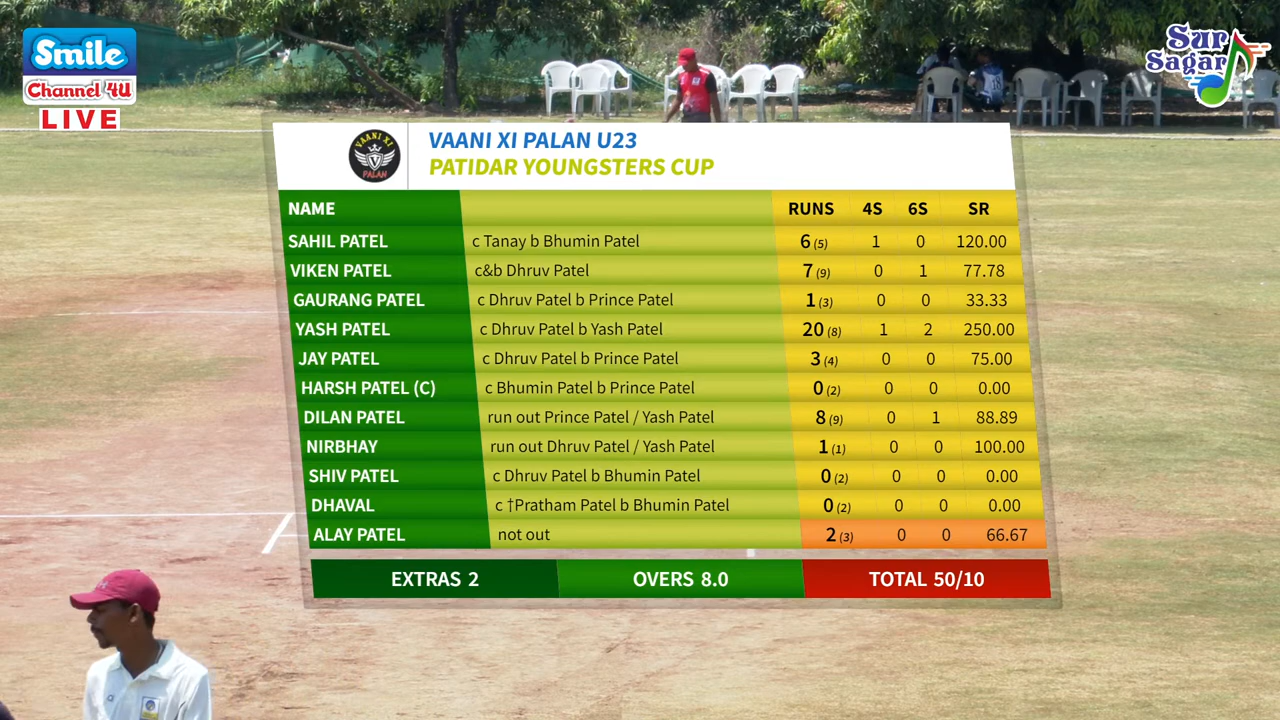 Smile
Channel 4U
LIVE
Sur
Sagar
VAANI XI
PALAN
VAANI XI PALAN U23
PATIDAR YOUNGSTERS CUP
NAME RUNS 4S 6S SR
SAHIL PATEL c Tanay b Bhumin Patel 6 (5) 1 0 120.00
VIKEN PATEL c&b Dhruv Patel 7 (9) 0 1 77.78
GAURANG PATEL c Dhruv Patel b Prince Patel 1 (3) 0 0 33.33
YASH PATEL c Dhruv Patel b Yash Patel 20 (8) 1 2 250.00
JAY PATEL c Dhruv Patel b Prince Patel 3 (4) 0 0 75.00
HARSH PATEL (C) c Bhumin Patel b Prince Patel 0 (2) 0 0 0.00
DILAN PATEL run out Prince Patel / Yash Patel 8 (9) 0 1 88.89
NIRBHAY run out Dhruv Patel / Yash Patel 1 (1) 0 0 100.00
SHIV PATEL c Dhruv Patel b Bhumin Patel 0 (2) 0 0 0.00
DHAVAL c †Pratham Patel b Bhumin Patel 0 (2) 0 0 0.00
ALAY PATEL not out 2 (3) 0 0 66.67
EXTRAS 2 OVERS 8.0 TOTAL 50/10